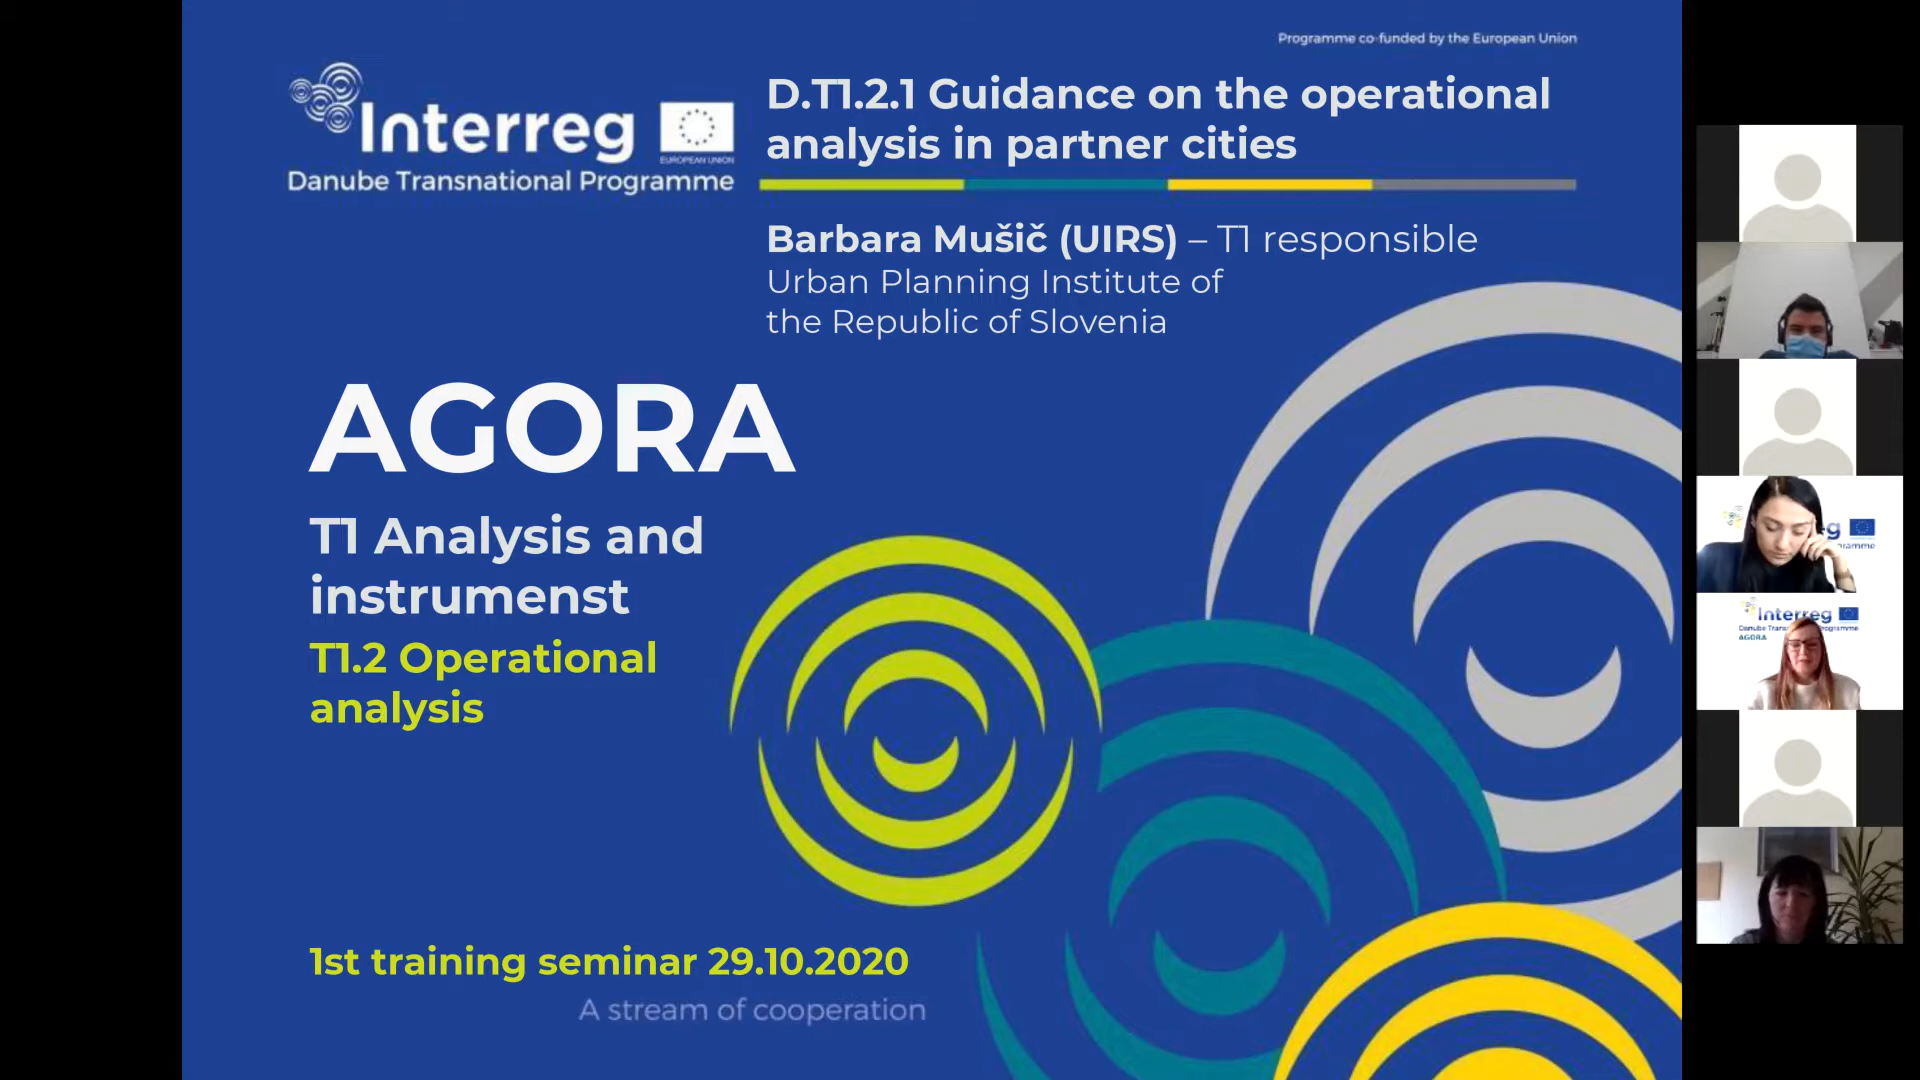 Programme co-funded by the European Union
Interreg
EUROPEAN UNION
Danube Transnational Programme
D.T1.2.1 Guidance on the operational
analysis in partner cities
Barbara Mušič (UIRS) – T1 responsible
Urban Planning Institute of
the Republic of Slovenia
AGORA
T1 Analysis and
instrumenst
T1.2 Operational
analysis
1st training seminar 29.10.2020
A stream of cooperation
Interreg
AGORA